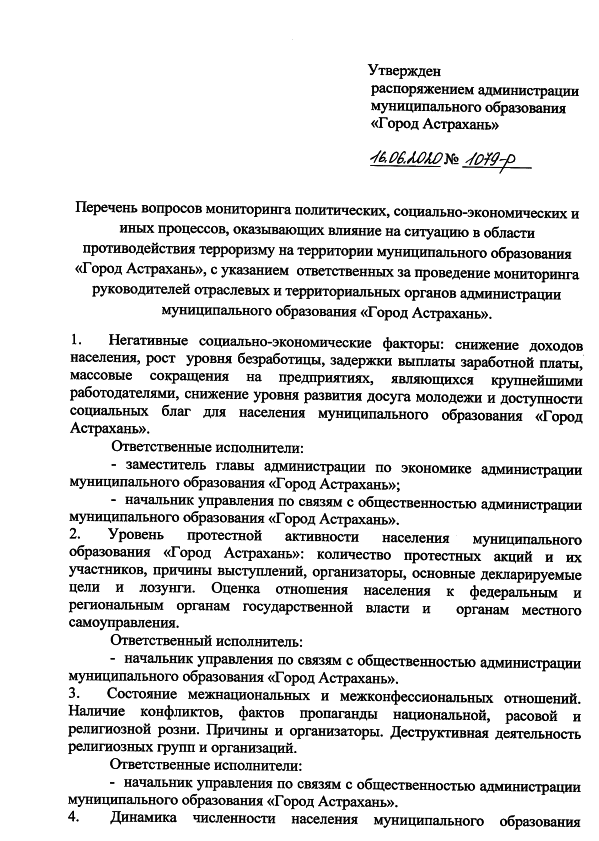 Утвержден
распоряжением администрации
муниципального образования
«Город Астрахань»
16.06.2020 № 1079-р
Перечень вопросов мониторинга политических, социально-экономических и
иных процессов, оказывающих влияние на ситуацию в области
противодействия терроризму на территории муниципального образования
«Город Астрахань», с указанием ответственных за проведение мониторинга
руководителей отраслевых и территориальных органов администрации
муниципального образования «Город Астрахань».
1. Негативные социально-экономические факторы: снижение доходов
населения, рост уровня безработицы, задержки выплаты заработной платы,
массовые сокращения на предприятиях, являющихся крупнейшими
работодателями, снижение уровня развития досуга молодежи и доступности
социальных благ для населения муниципального образования «Город
Астрахань».
Ответственные исполнители:
- заместитель главы администрации по экономике администрации
муниципального образования «Город Астрахань»;
- начальник управления по связям с общественностью администрации
муниципального образования «Город Астрахань».
2. Уровень протестной активности населения муниципального
образования «Город Астрахань»: количество протестных акций и их
участников, причины выступлений, организаторы, основные декларируемые
цели и лозунги. Оценка отношения населения к федеральным и
региональным органам государственной власти и органам местного
самоуправления.
Ответственный исполнитель:
- начальник управления по связям с общественностью администрации
муниципального образования «Город Астрахань».
3. Состояние межнациональных и межконфессиональных отношений.
Наличие конфликтов, фактов пропаганды национальной, расовой и
религиозной розни. Причины и организаторы. Деструктивная деятельность
религиозных групп и организаций.
Ответственные исполнители:
- начальник управления по связям с общественностью администрации
муниципального образования «Город Астрахань».
4. Динамика численности населения муниципального образования